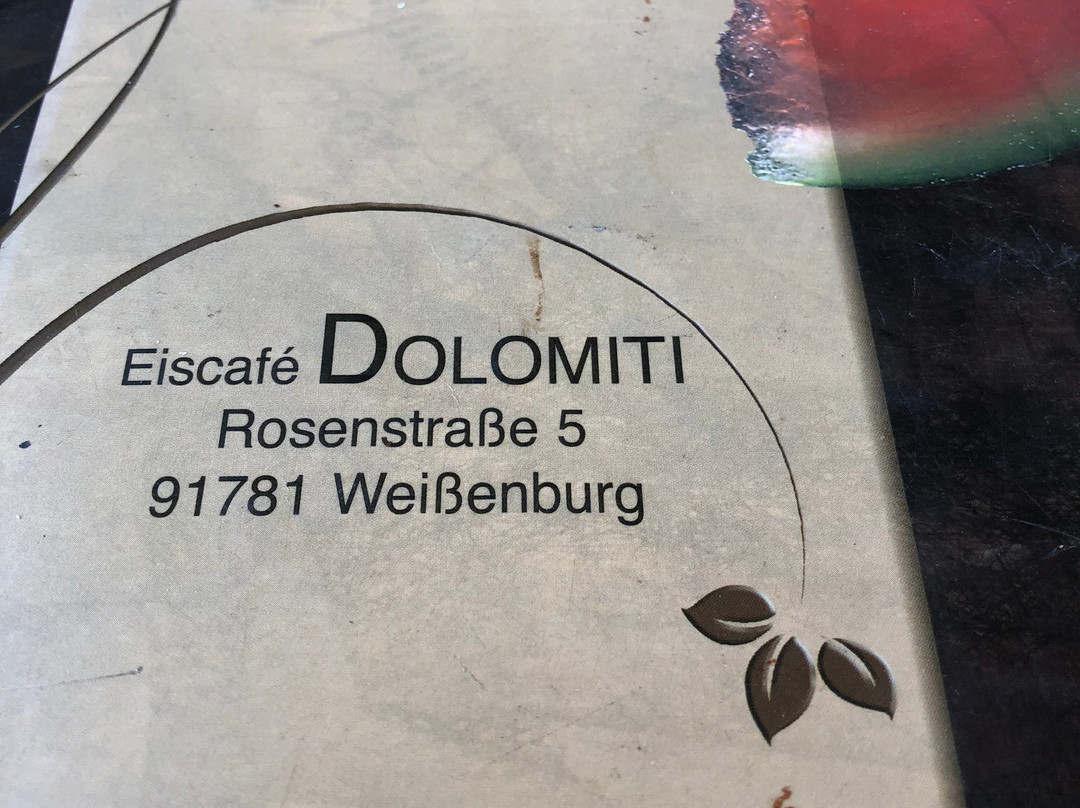 Eiscafé DOLOMITI
Rosenstraße 5
91781 Weißenburg